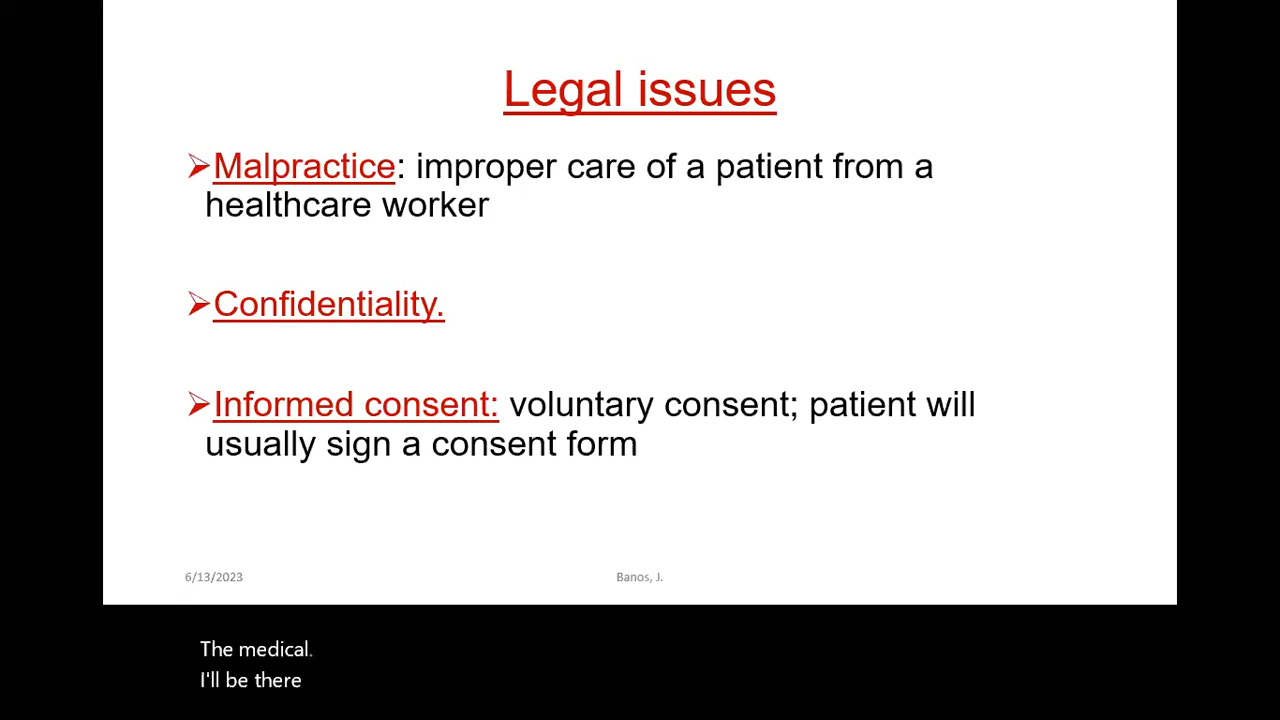 Legal issues
➢Malpractice: improper care of a patient from a
healthcare worker
➢Confidentiality.
➢Informed consent: voluntary consent; patient will
usually sign a consent form
6/13/2023
Banos, J.
The medical.
I'll be there